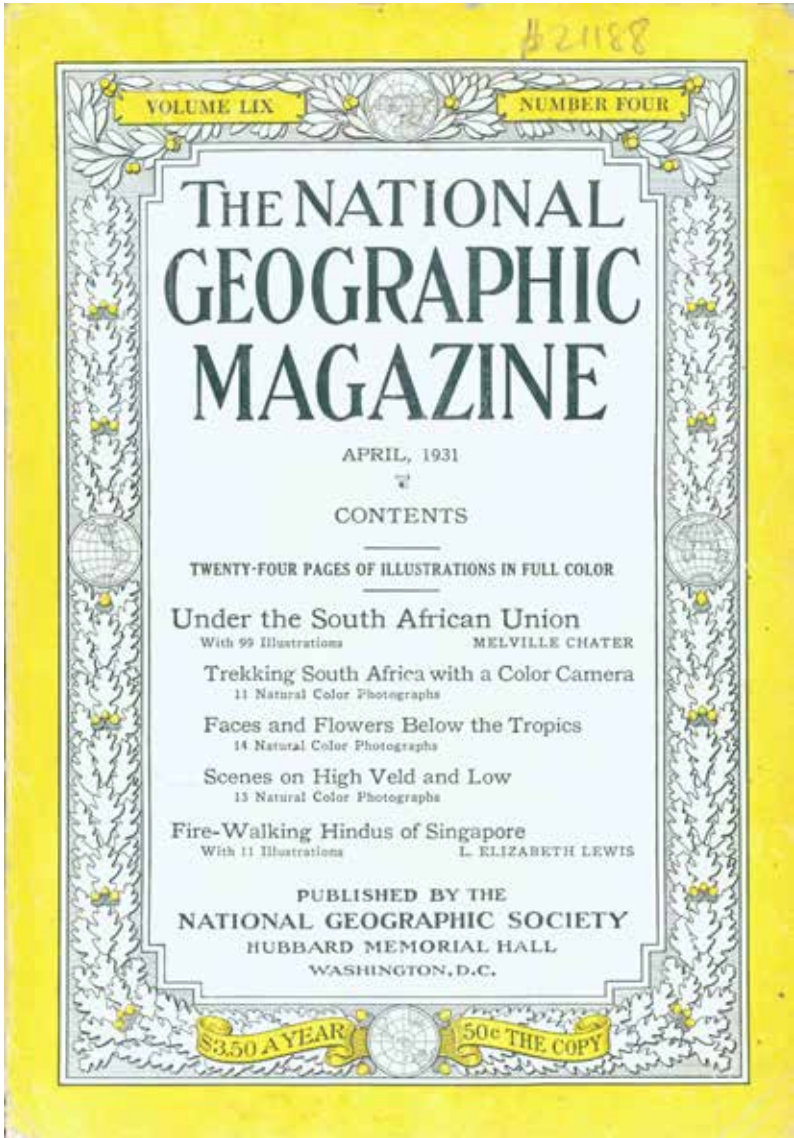 $21188
VOLUME LIX NUMBER FOUR
THE NATIONAL
GEOGRAPHIC
MAGAZINE
APRIL, 1931
CONTENTS
TWENTY-FOUR PAGES OF ILLUSTRATIONS IN FULL COLOR
Under the South African Union
With 99 Illustrations MELVILLE CHATER
Trekking South Africa with a Color Camera
11 Natural Color Photographs
Faces and Flowers Below the Tropics
14 Natural Color Photographs
Scenes on High Veld and Low
13 Natural Color Photographs
Fire-Walking Hindus of Singapore
With 11 Illustrations L. ELIZABETH LEWIS
PUBLISHED BY THE
NATIONAL GEOGRAPHIC SOCIETY
HUBBARD MEMORIAL HALL
WASHINGTON, D.C.
$3.50 A YEAR 50c THE COPY